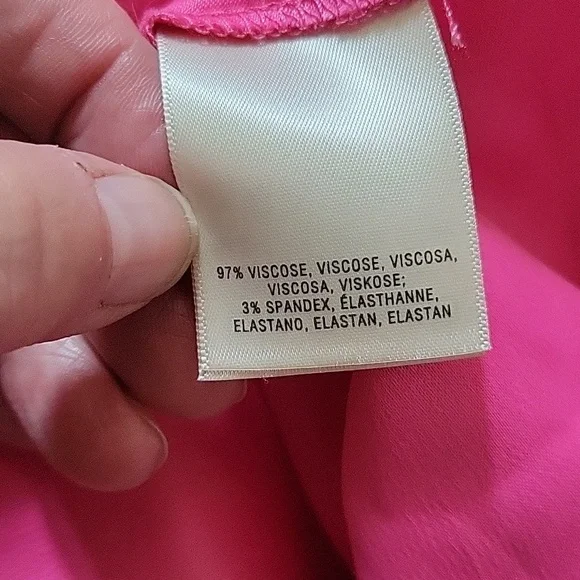 97% VISCOSE, VISCOSE, VISCOSA,
VISCOSA, VISKOSE;
3% SPANDEX, ÉLASTHANNE,
ELASTANO, ELASTAN, ELASTAN